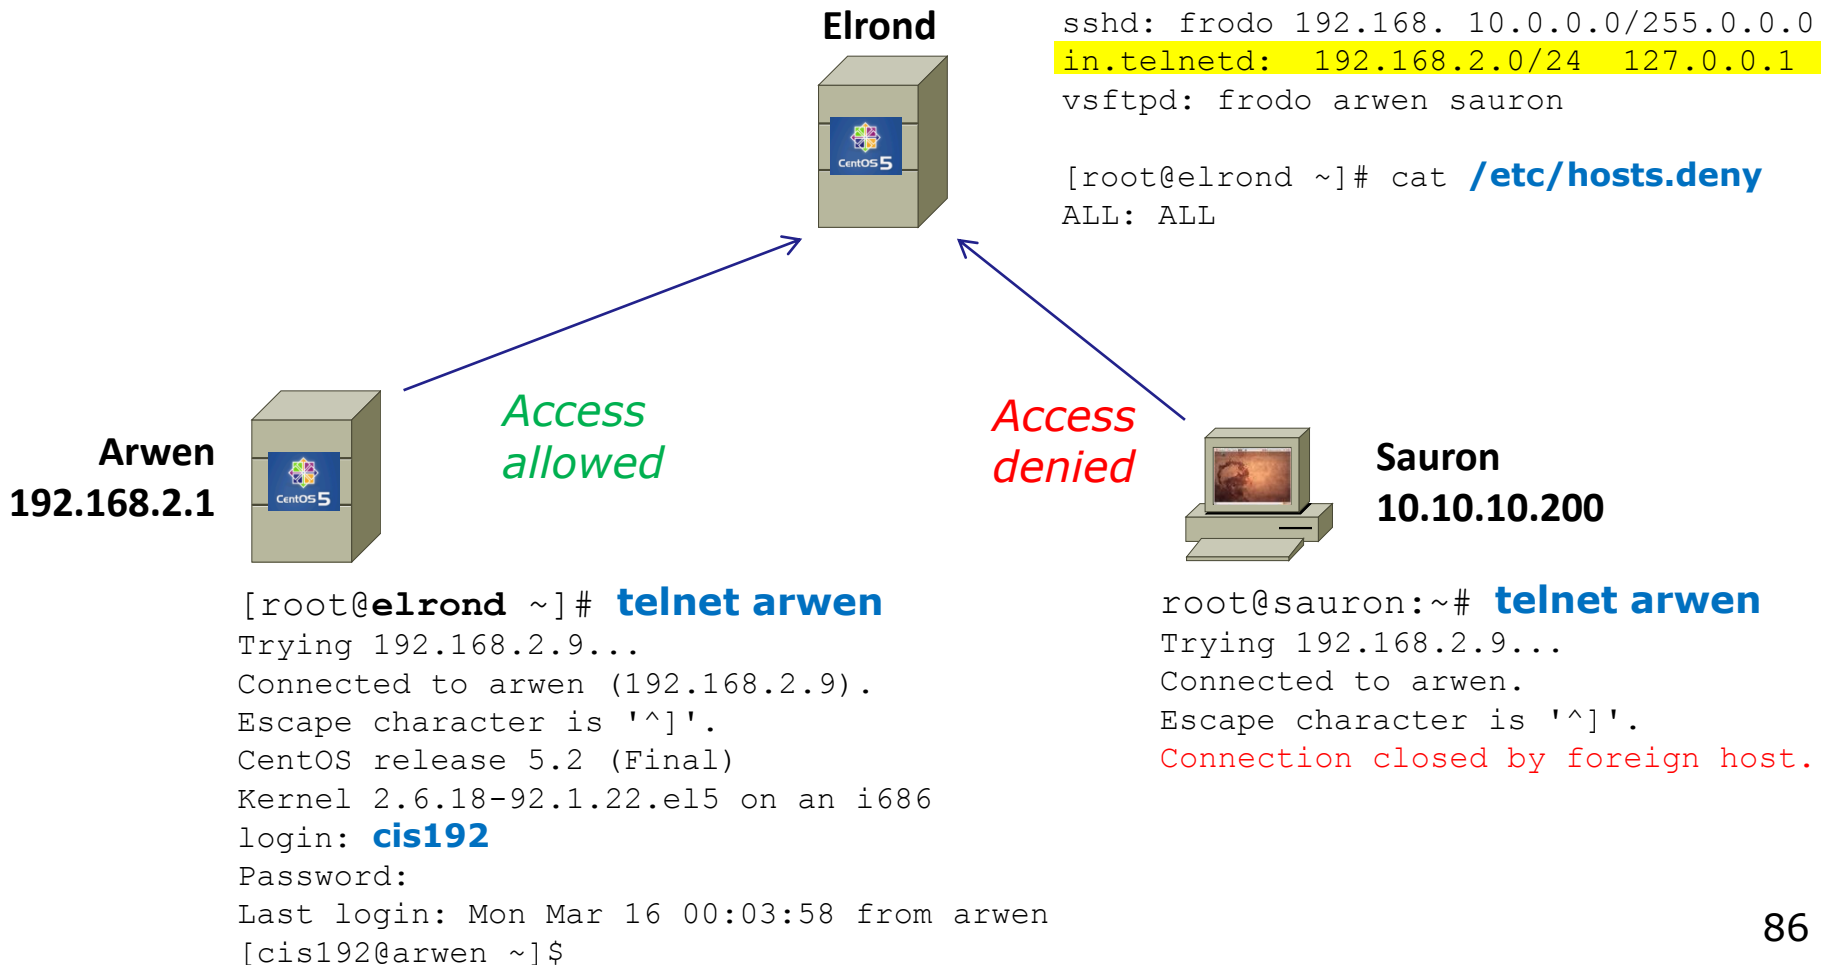 Elrond
sshd: frodo 192.168. 10.0.0.0/255.0.0.0
in.telnetd:  192.168.2.0/24  127.0.0.1
vsftpd: frodo arwen sauron
[root@elrond ~]# cat /etc/hosts.deny
ALL: ALL
CentOS 5
Access
allowed
Access
denied
Arwen
192.168.2.1
CentOS 5
Sauron
10.10.10.200
[root@elrond ~]# telnet arwen
Trying 192.168.2.9...
Connected to arwen (192.168.2.9).
Escape character is '^]'.
CentOS release 5.2 (Final)
Kernel 2.6.18-92.1.22.el5 on an i686
login: cis192
Password:
Last login: Mon Mar 16 00:03:58 from arwen
[cis192@arwen ~]$
root@sauron:~# telnet arwen
Trying 192.168.2.9...
Connected to arwen.
Escape character is '^]'.
Connection closed by foreign host.
86